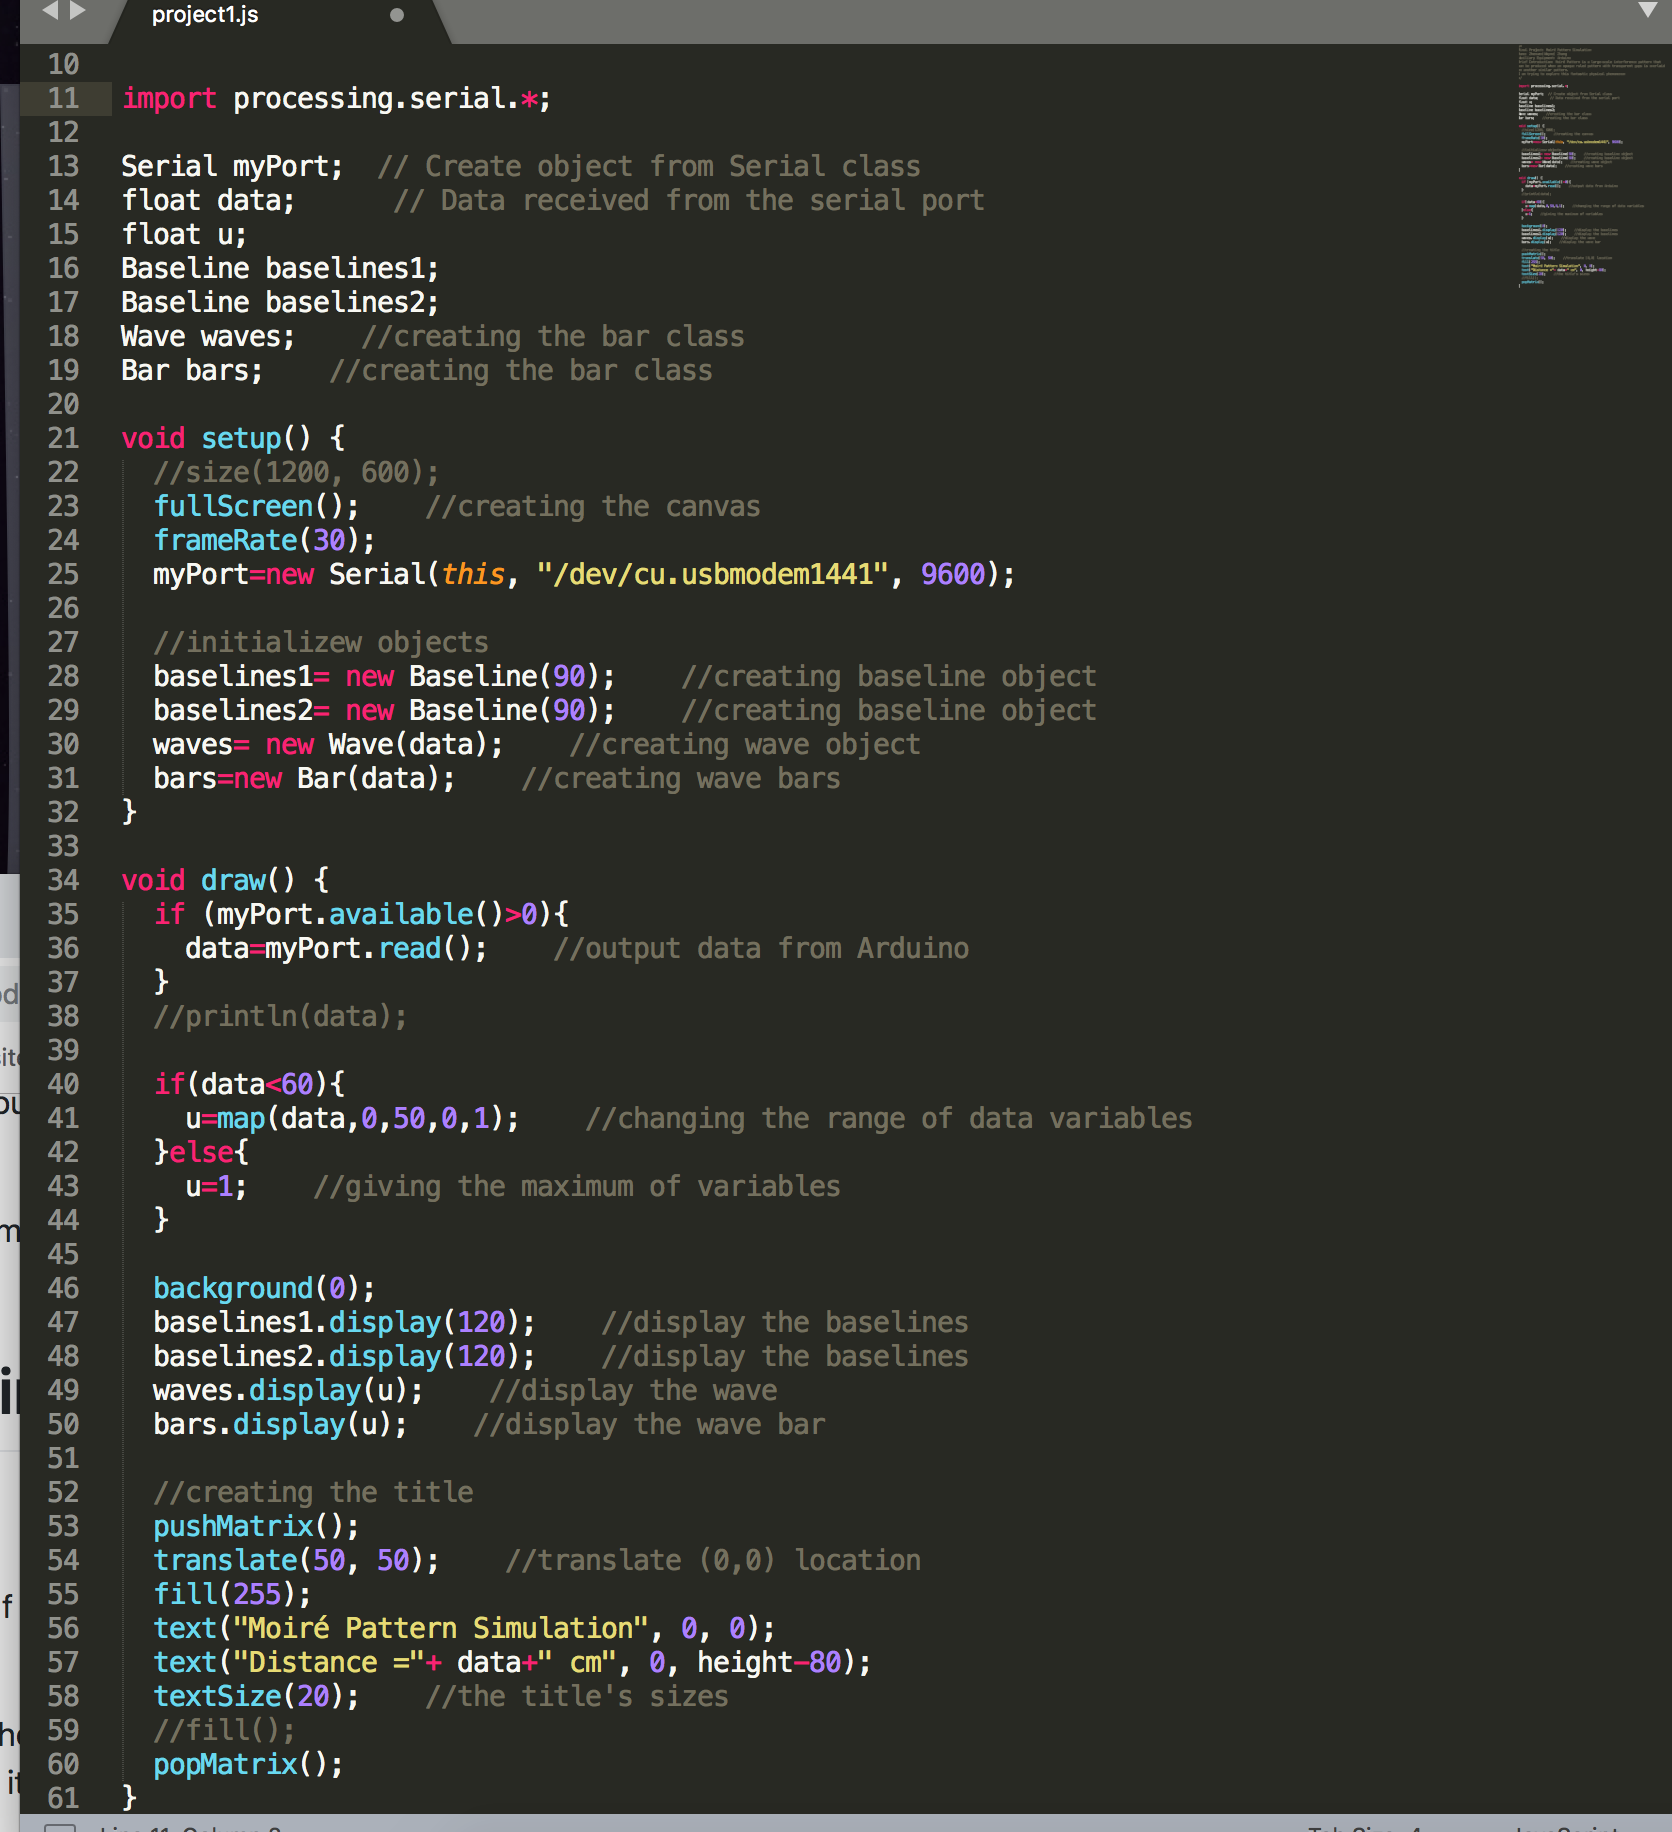 project1.js
10
11 import processing.serial.*;
12
13 Serial myPort;  // Create object from Serial class
14 float data;      // Data received from the serial port
15 float u;
16 Baseline baselines1;
17 Baseline baselines2;
18 Wave waves;    //creating the bar class
19 Bar bars;    //creating the bar class
20
21 void setup() {
22   //size(1200, 600);
23   fullScreen();    //creating the canvas
24   frameRate(30);
25   myPort=new Serial(this, "/dev/cu.usbmodem1441", 9600);
26
27   //initializew objects
28   baselines1= new Baseline(90);    //creating baseline object
29   baselines2= new Baseline(90);    //creating baseline object
30   waves= new Wave(data);    //creating wave object
31   bars=new Bar(data);    //creating wave bars
32 }
33
34 void draw() {
35   if (myPort.available()>0){
36     data=myPort.read();    //output data from Arduino
37   }
38   //println(data);
39
40   if(data<60){
41     u=map(data,0,50,0,1);    //changing the range of data variables
42   }else{
43     u=1;    //giving the maximum of variables
44   }
45
46   background(0);
47   baselines1.display(120);    //display the baselines
48   baselines2.display(120);    //display the baselines
49   waves.display(u);    //display the wave
50   bars.display(u);    //display the wave bar
51
52   //creating the title
53   pushMatrix();
54   translate(50, 50);    //translate (0,0) location
55   fill(255);
56   text("Moiré Pattern Simulation", 0, 0);
57   text("Distance ="+ data+" cm", 0, height-80);
58   textSize(20);    //the title's sizes
59   //fill();
60   popMatrix();
61 }